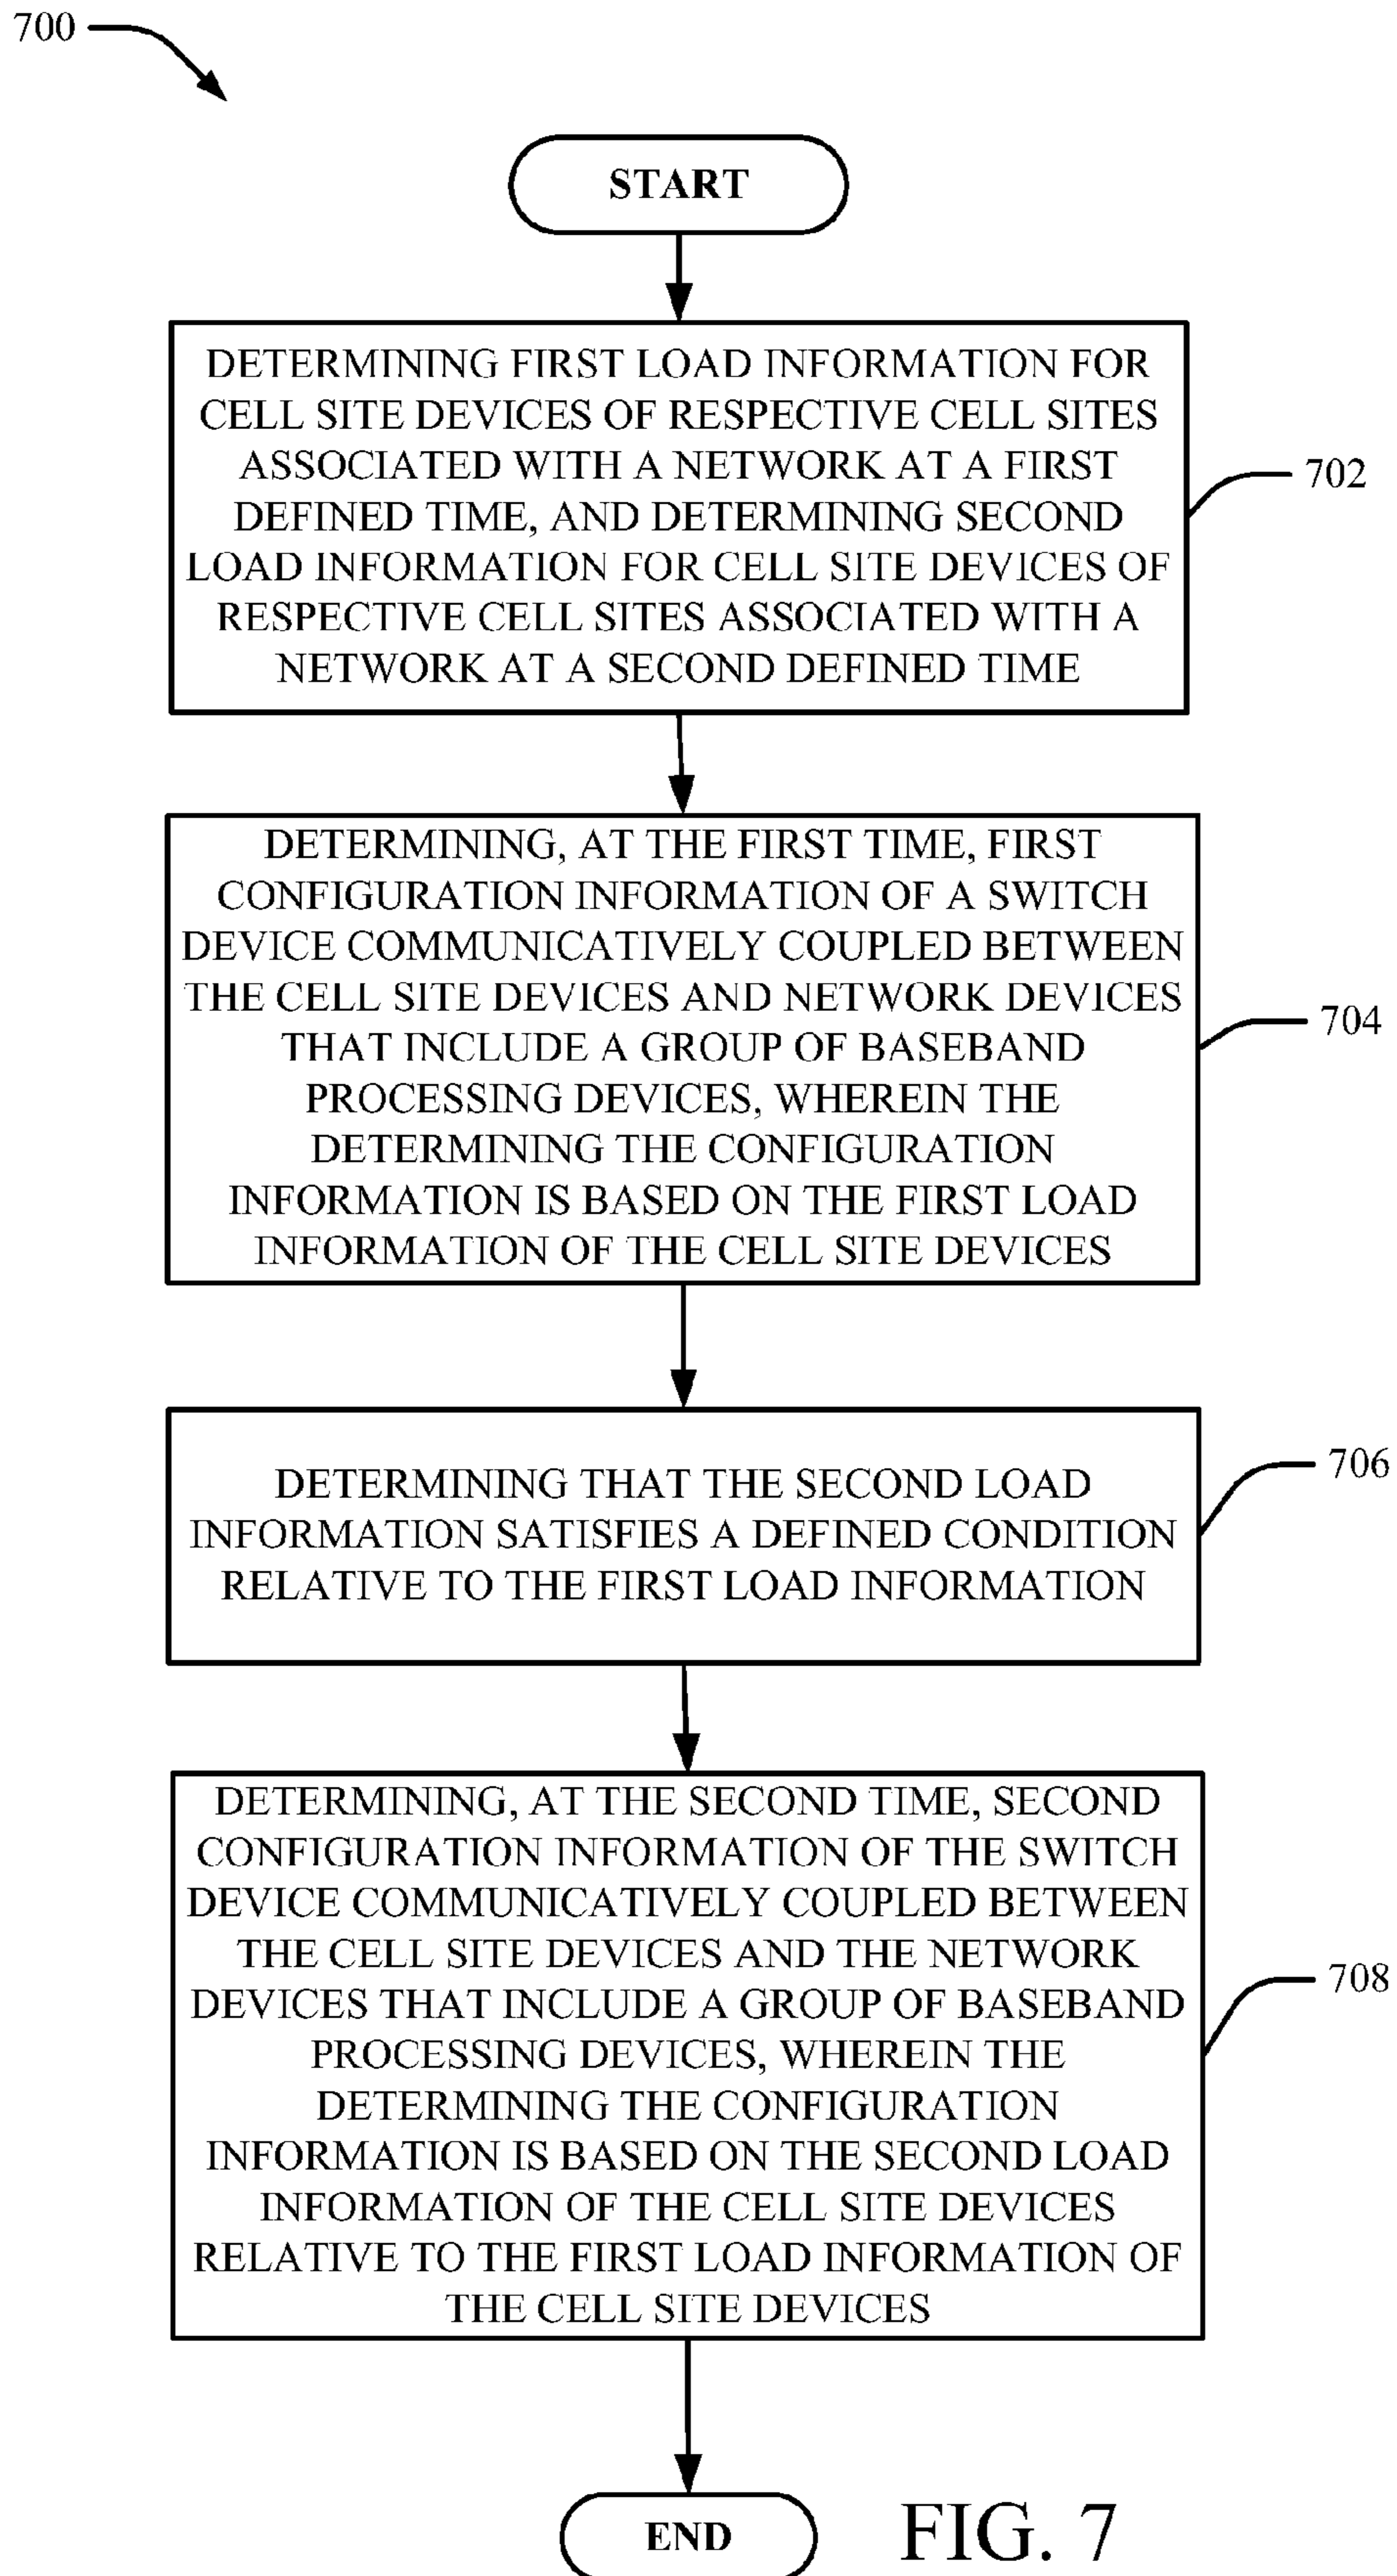 700
START
DETERMINING FIRST LOAD INFORMATION FOR
CELL SITE DEVICES OF RESPECTIVE CELL SITES
ASSOCIATED WITH A NETWORK AT A FIRST
DEFINED TIME, AND DETERMINING SECOND
LOAD INFORMATION FOR CELL SITE DEVICES OF
RESPECTIVE CELL SITES ASSOCIATED WITH A
NETWORK AT A SECOND DEFINED TIME
702
DETERMINING, AT THE FIRST TIME, FIRST
CONFIGURATION INFORMATION OF A SWITCH
DEVICE COMMUNICATIVELY COUPLED BETWEEN
THE CELL SITE DEVICES AND NETWORK DEVICES
THAT INCLUDE A GROUP OF BASEBAND
PROCESSING DEVICES, WHEREIN THE
DETERMINING THE CONFIGURATION
INFORMATION IS BASED ON THE FIRST LOAD
INFORMATION OF THE CELL SITE DEVICES
704
DETERMINING THAT THE SECOND LOAD
INFORMATION SATISFIES A DEFINED CONDITION
RELATIVE TO THE FIRST LOAD INFORMATION
706
DETERMINING, AT THE SECOND TIME, SECOND
CONFIGURATION INFORMATION OF THE SWITCH
DEVICE COMMUNICATIVELY COUPLED BETWEEN
THE CELL SITE DEVICES AND THE NETWORK
DEVICES THAT INCLUDE A GROUP OF BASEBAND
PROCESSING DEVICES, WHEREIN THE
DETERMINING THE CONFIGURATION
INFORMATION IS BASED ON THE SECOND LOAD
INFORMATION OF THE CELL SITE DEVICES
RELATIVE TO THE FIRST LOAD INFORMATION OF
THE CELL SITE DEVICES
708
END
FIG. 7